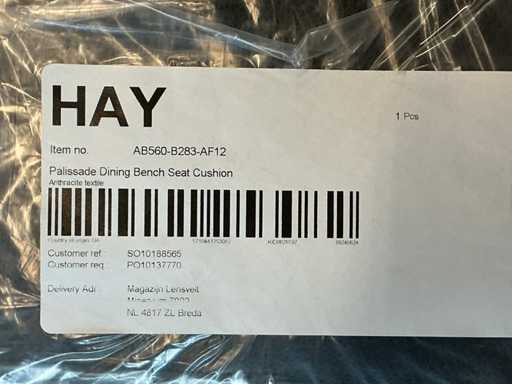 HAY
1 Pcs
Item no. AB560-B283-AF12
Palissade Dining Bench Seat Cushion
Anthracite textile
Customer ref: SO10188565
Customer req: PO10137770
Delivery Adr: Magazijn Lensvelt
NL 4817 ZL Breda